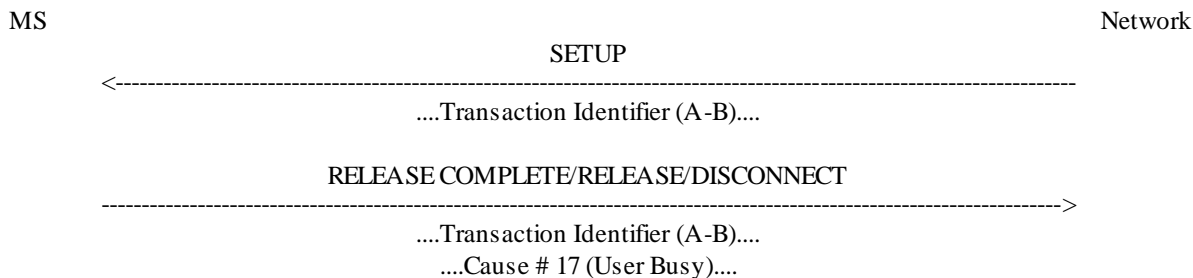 MS Network
SETUP
<------------------------------------------------------------------------------------------------------------------------
....Transaction Identifier (A-B)....
RELEASE COMPLETE/RELEASE/DISCONNECT
------------------------------------------------------------------------------------------------------------------------>
....Transaction Identifier (A-B)....
....Cause # 17 (User Busy)....